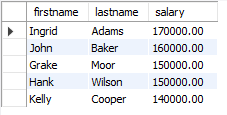 firstname lastname salary
Ingrid Adams 170000.00
John Baker 160000.00
Grake Moor 150000.00
Hank Wilson 150000.00
Kelly Cooper 140000.00